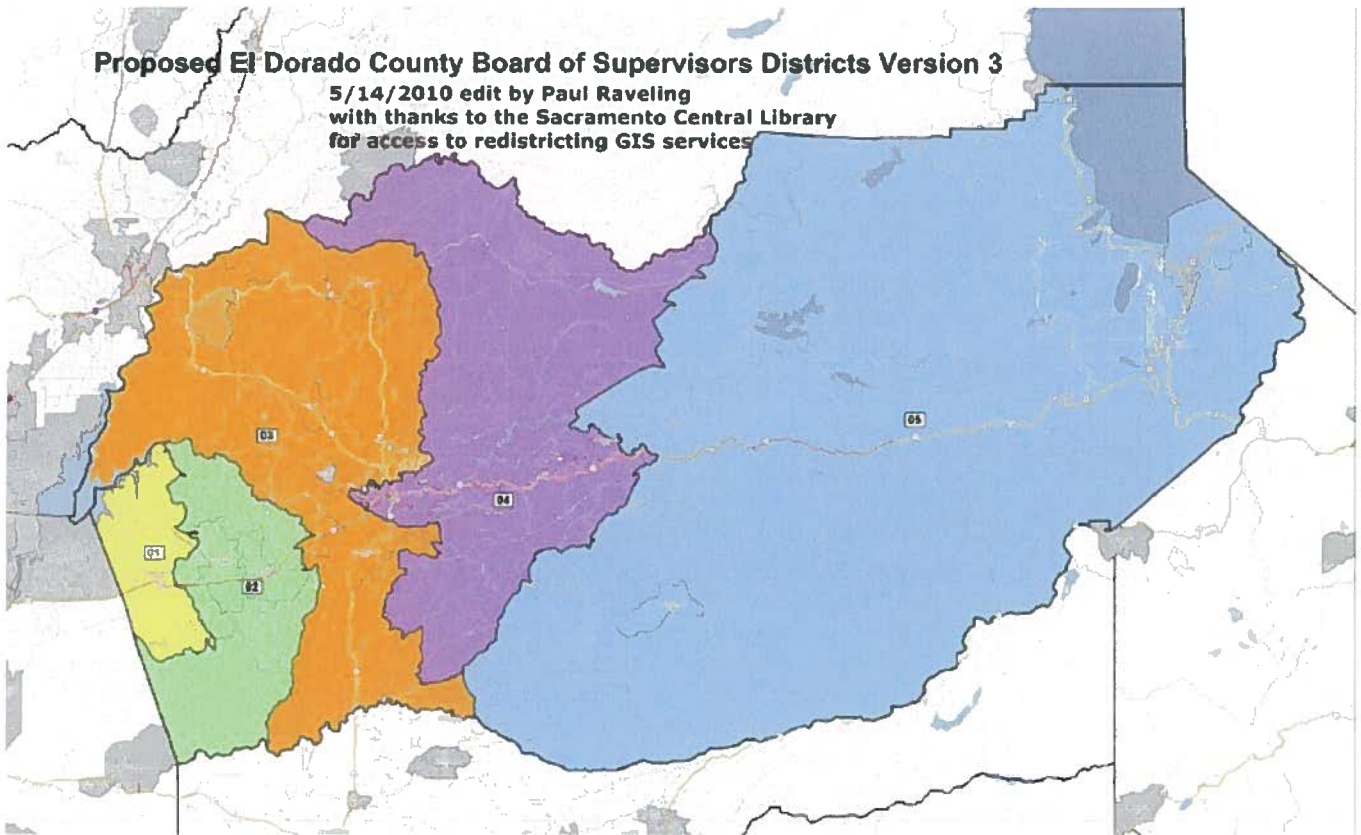 Proposed El Dorado County Board of Supervisors Districts Version 3
5/14/2010 edit by Paul Raveling
with thanks to the Sacramento Central Library
for access to redistricting GIS services
05
03
04
01
02